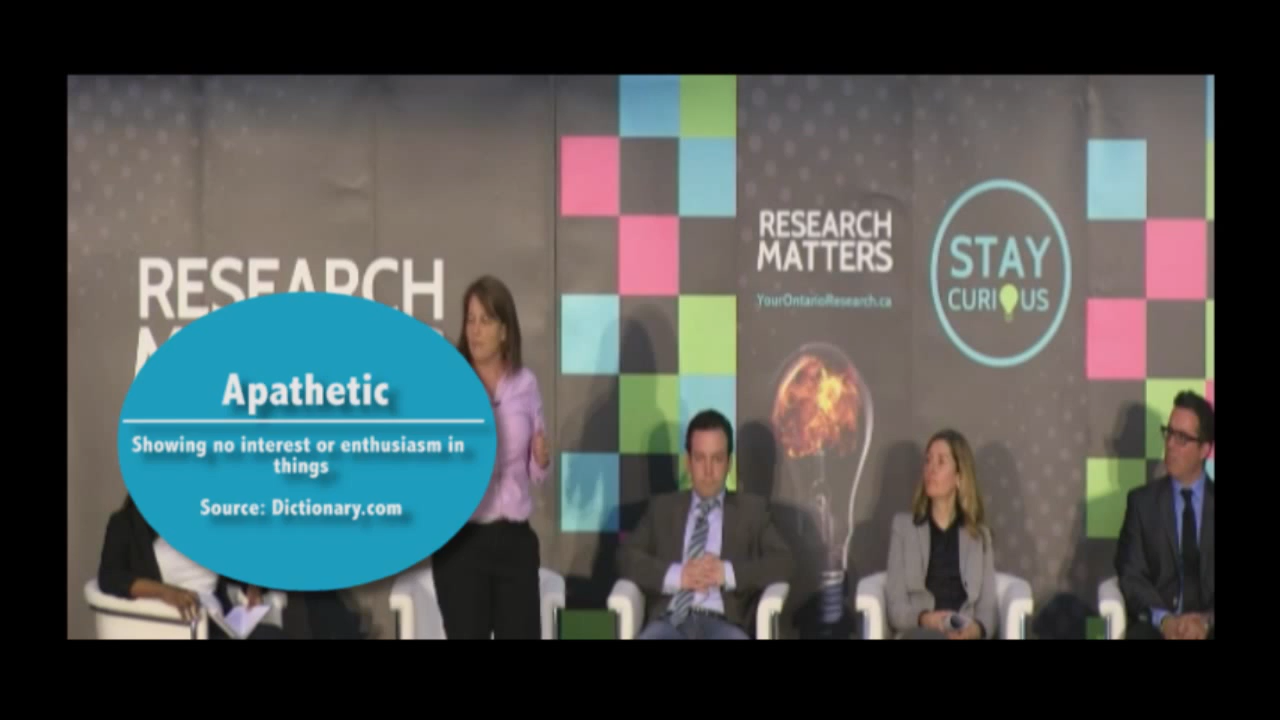 RESEARCH
Apathetic
Showing no interest or enthusiasm in
things
Source: Dictionary.com
RESEARCH
MATTERS
YourOntarioResearch.ca
STAY
CURIOUS